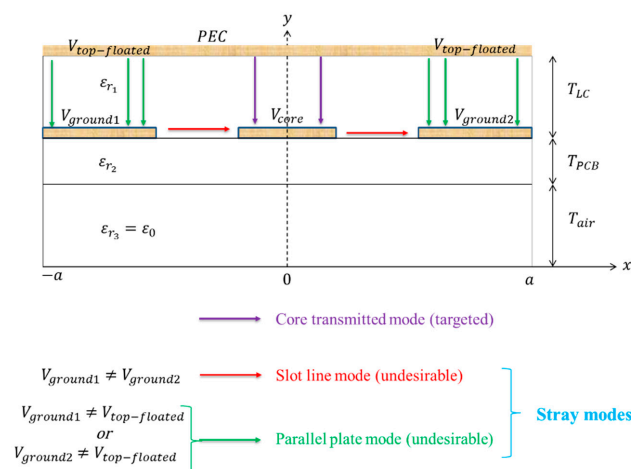 y
PEC
V_top−floated
V_top−floated
ε_r1
T_LC
V_ground1
V_core
V_ground2
ε_r2
T_PCB
ε_r3 = ε_0
T_air
−a
0
a
x
Core transmitted mode (targeted)
V_ground1 ≠ V_ground2
Slot line mode (undesirable)
V_ground1 ≠ V_top−floated
or
V_ground2 ≠ V_top−floated
Parallel plate mode (undesirable)
Stray modes